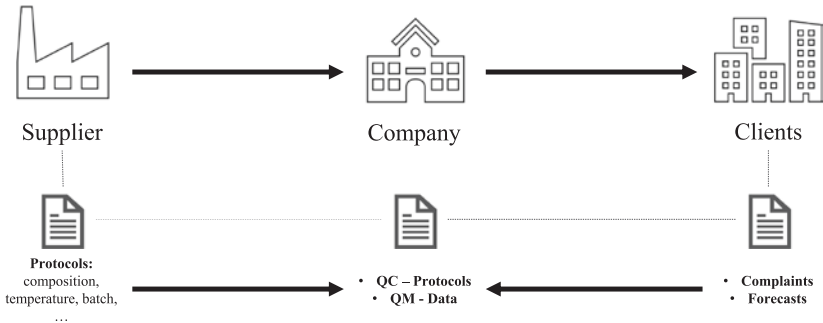 Supplier
Company
Clients
Protocols:
composition,
temperature, batch,
...
• QC – Protocols
• QM - Data
• Complaints
• Forecasts